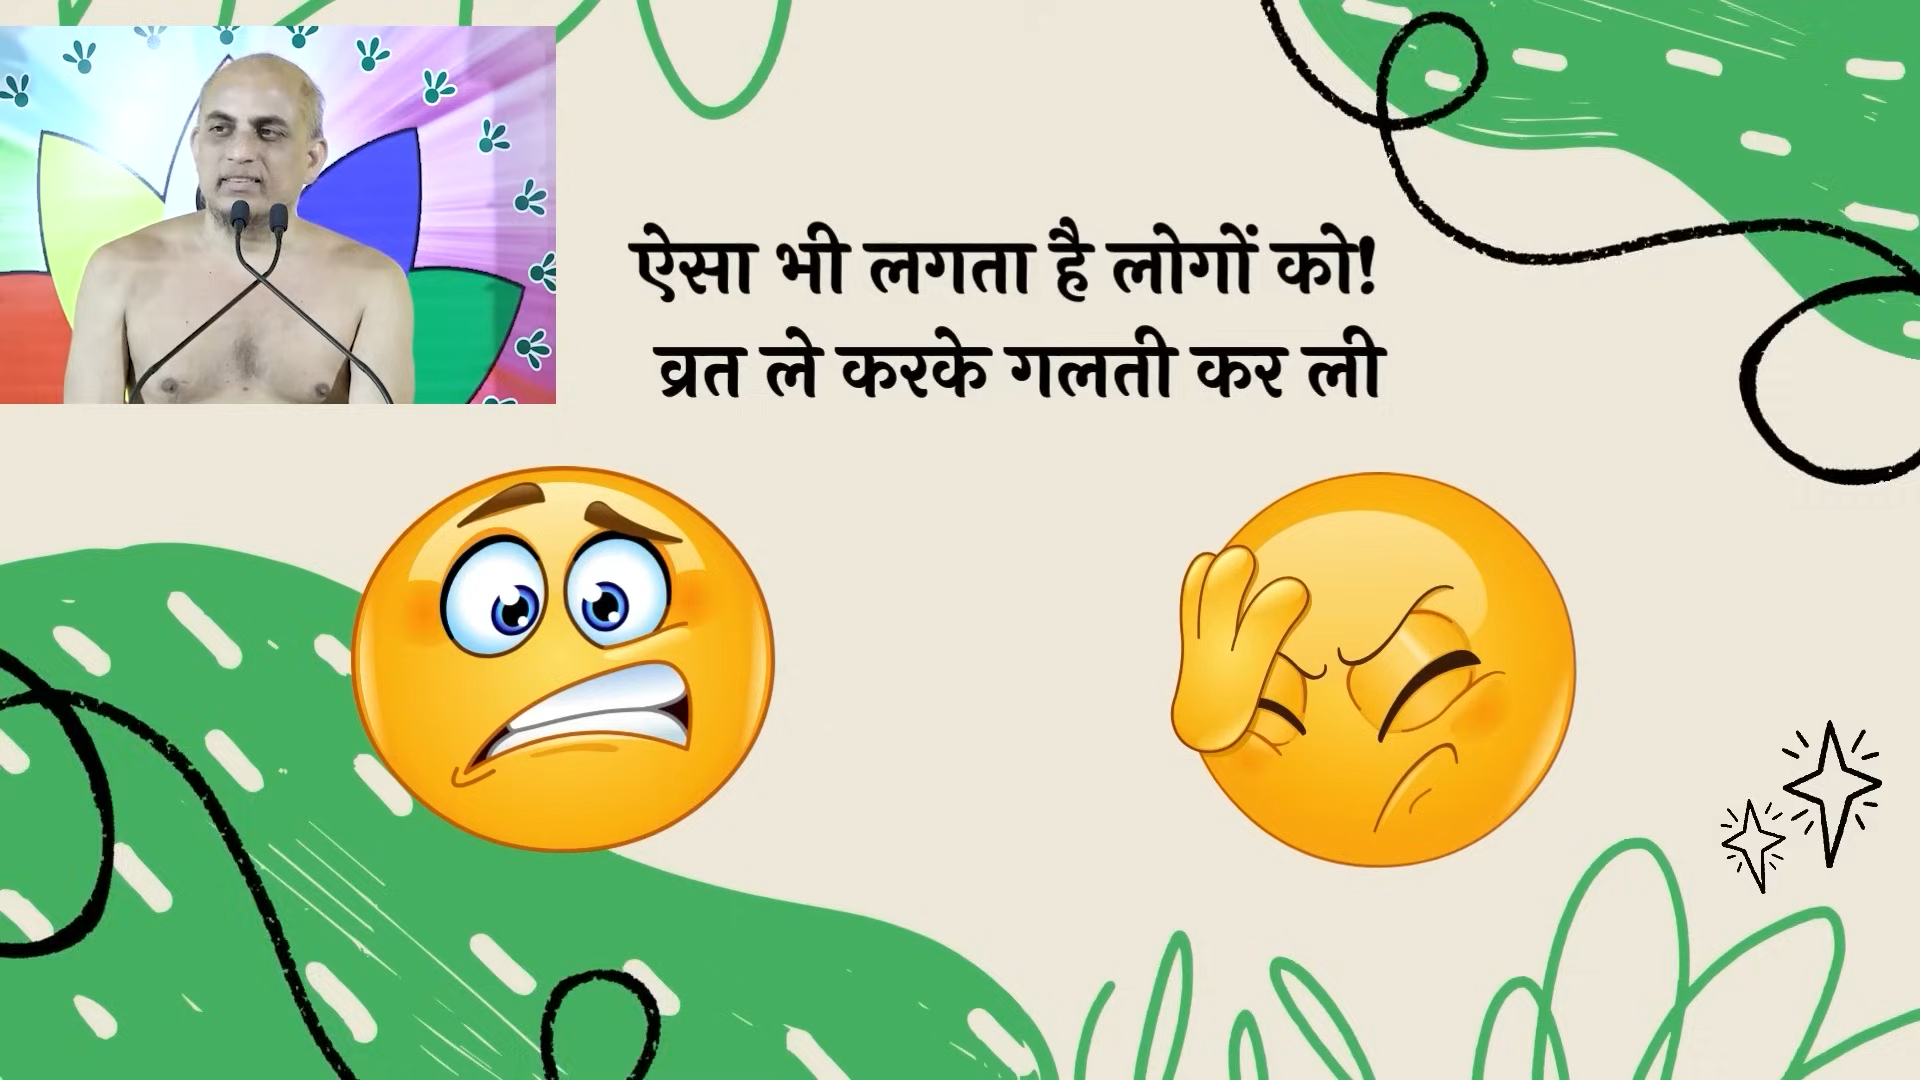 ऐसा भी लगता है लोगों को!
व्रत ले करके गलती कर ली